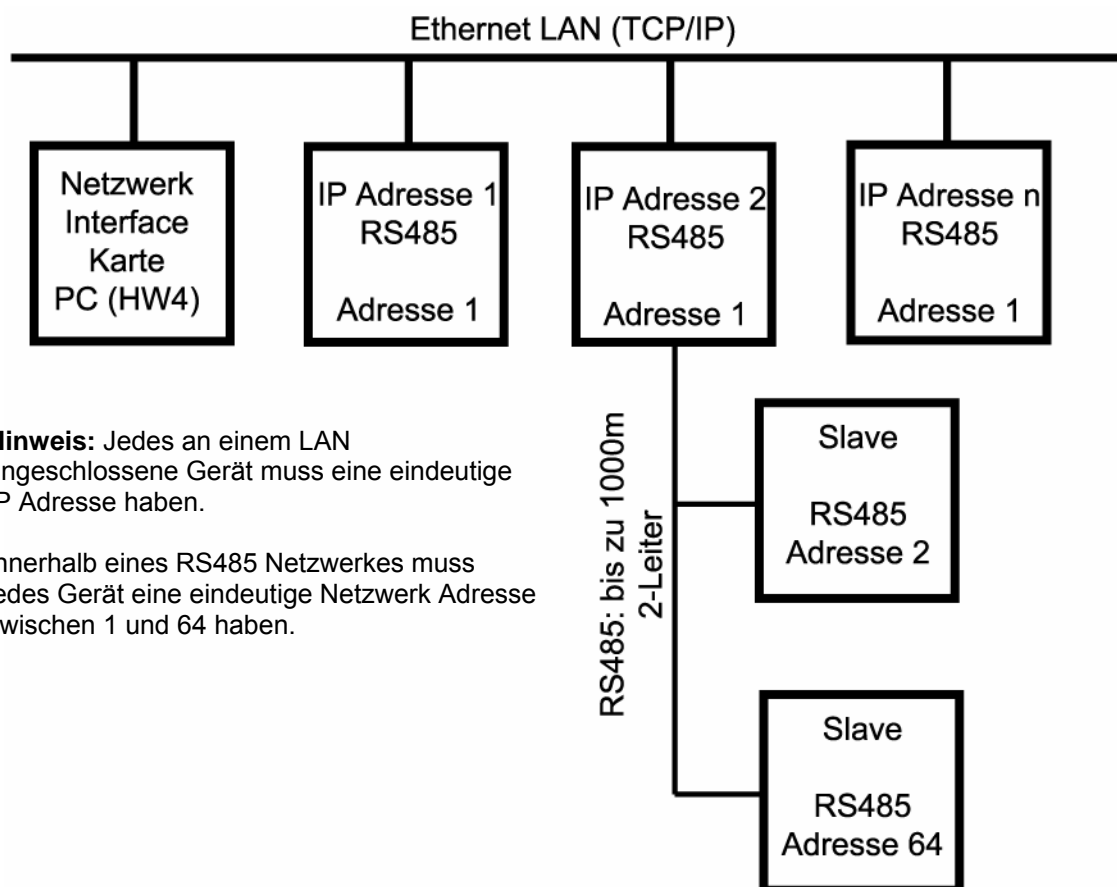 Ethernet LAN (TCP/IP)
Netzwerk
Interface
Karte
PC (HW4)
IP Adresse 1
RS485
Adresse 1
IP Adresse 2
RS485
Adresse 1
IP Adresse n
RS485
Adresse 1
linweis: Jedes an einem LAN
ngeschlossene Gerät muss eine eindeutige
P Adresse haben.
nnerhalb eines RS485 Netzwerkes muss
edes Gerät eine eindeutige Netzwerk Adresse
wischen 1 und 64 haben.
RS485: bis zu 1000m
2-Leiter
Slave
RS485
Adresse 2
Slave
RS485
Adresse 64